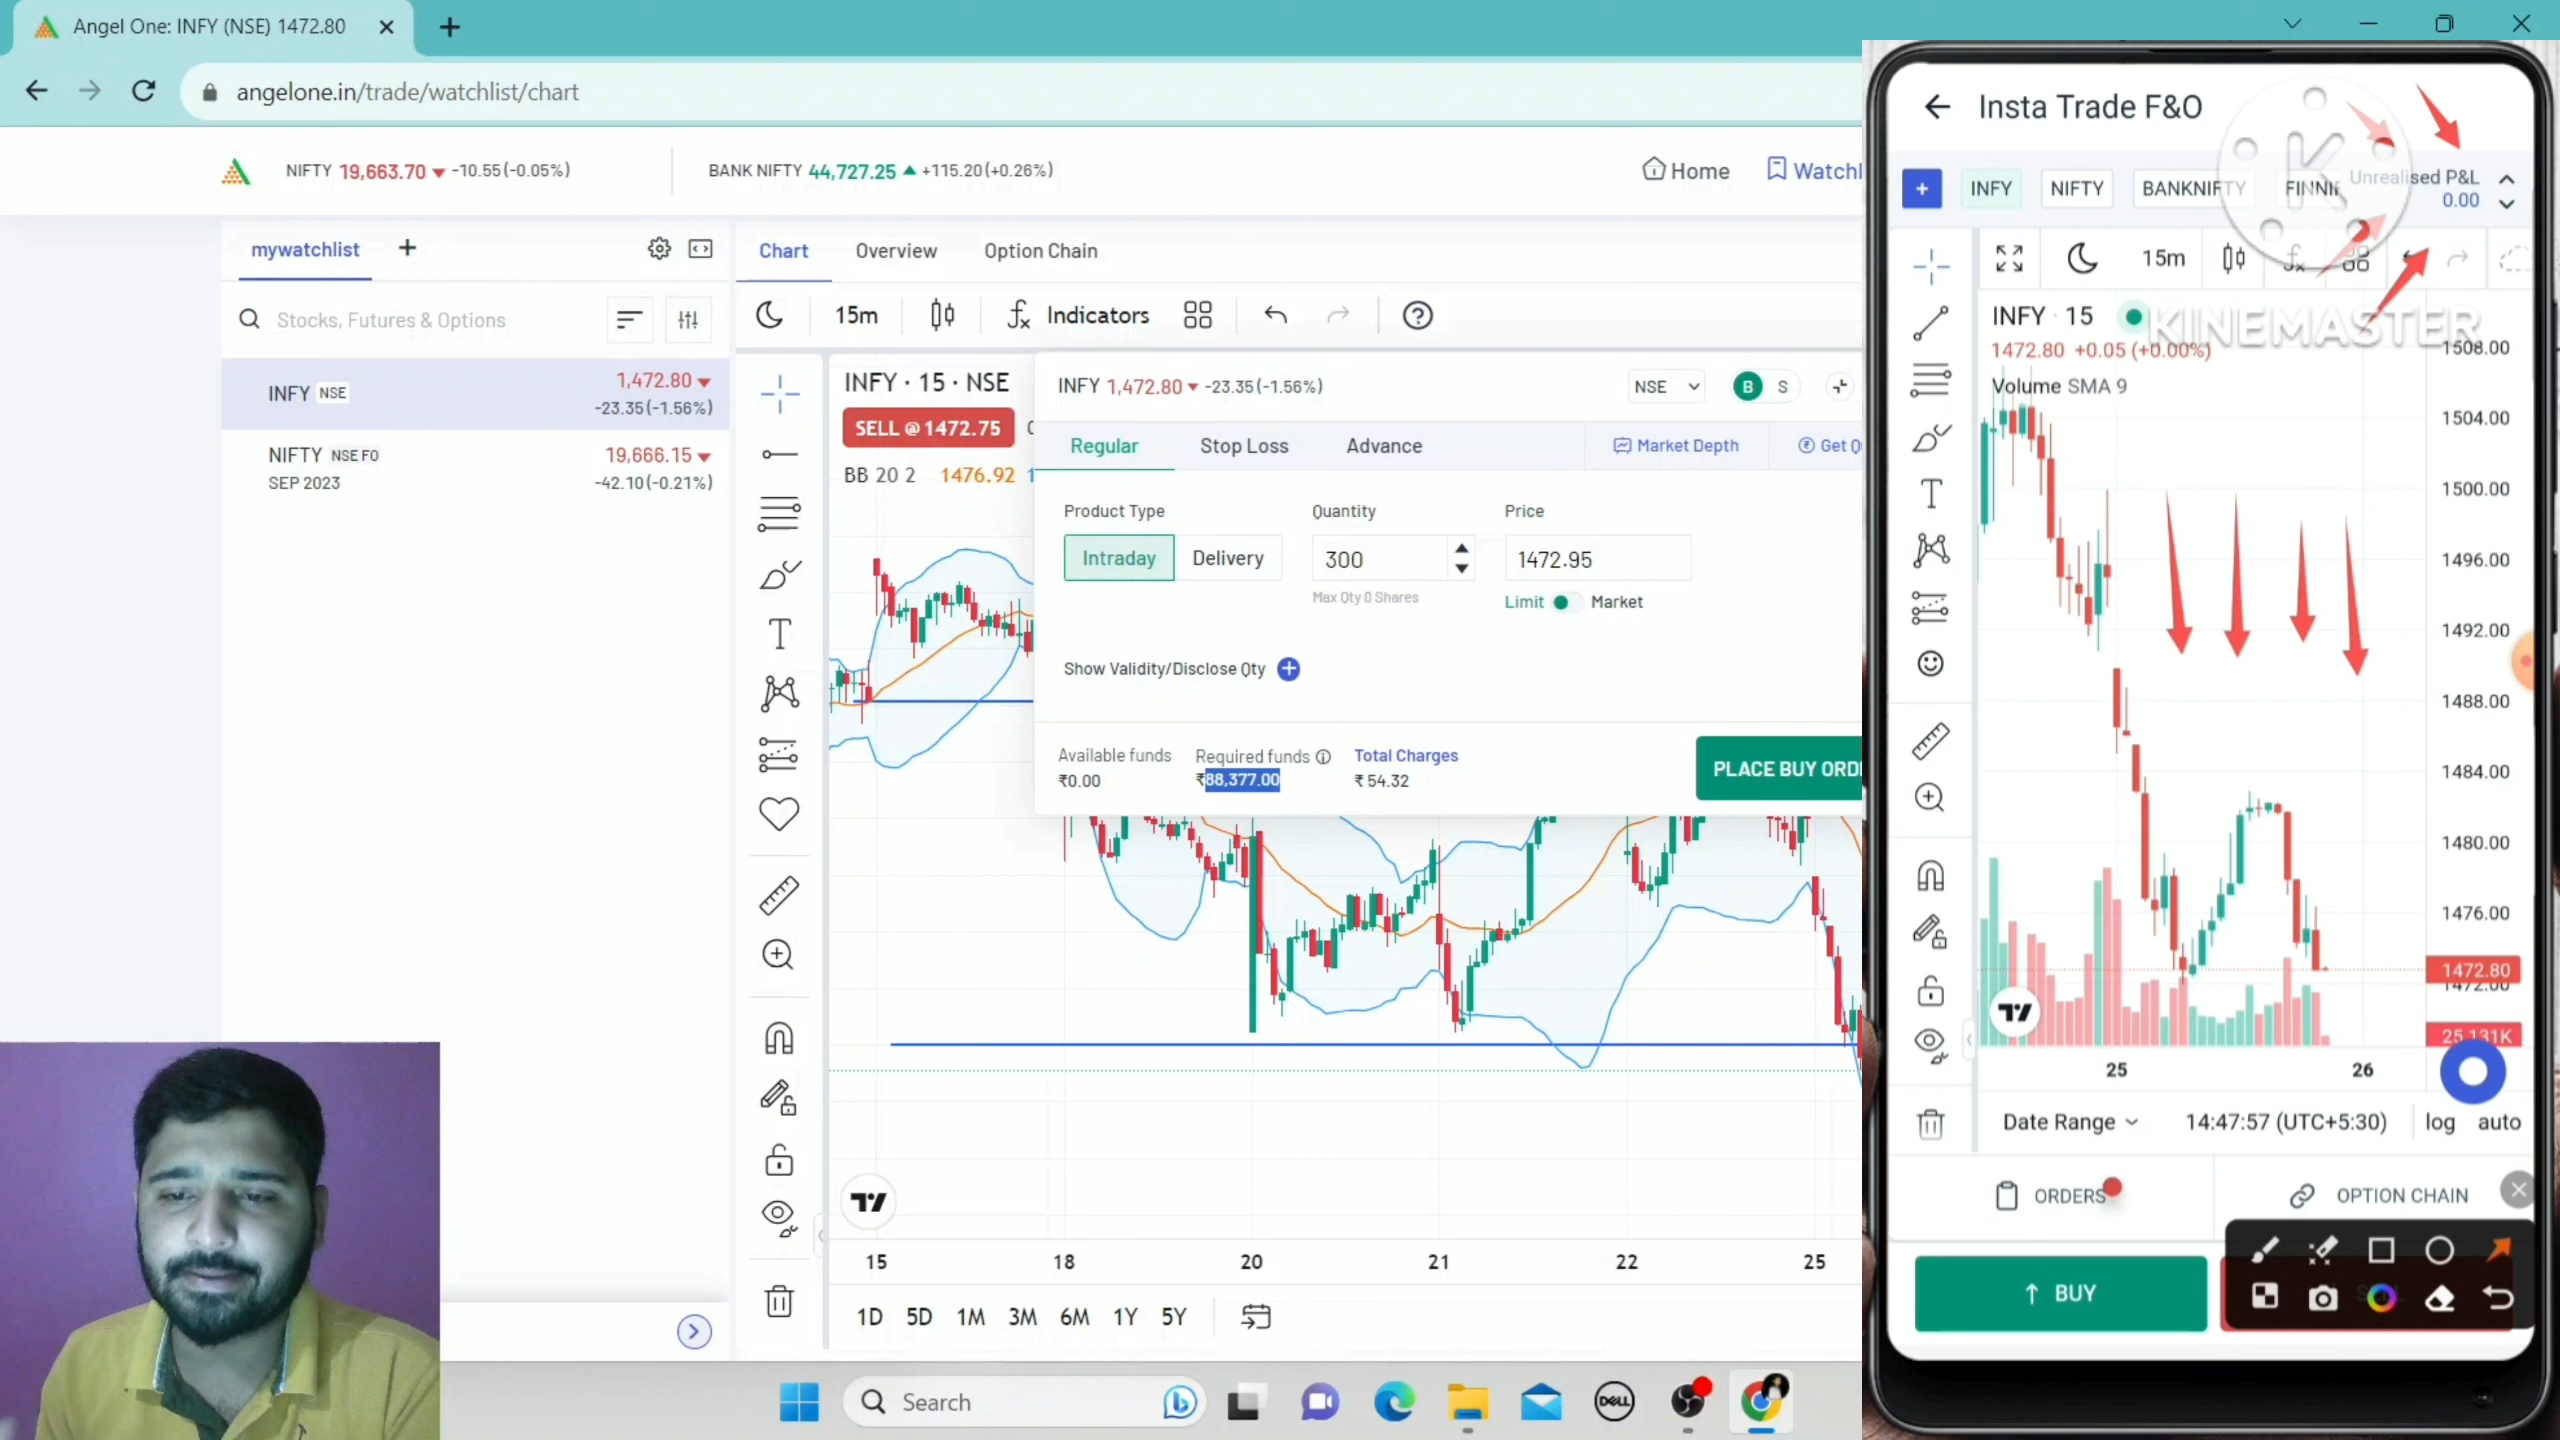 Angel One: INFY (NSE) 1472.80
angelone.in/trade/watchlist/chart
NIFTY 19,663.70 -10.55 (-0.05%)
BANK NIFTY 44,727.25 +115.20 (+0.26%)
Home
Watchl
mywatchlist
Chart
Overview
Option Chain
Stocks, Futures & Options
15m
Indicators
INFY NSE
1,472.80
-23.35 (-1.56%)
NIFTY NSE FO
19,666.15
SEP 2023
-42.10 (-0.21%)
INFY · 15 · NSE
SELL @ 1472.75
BB 20 2 1476.92
INFY 1,472.80 -23.35 (-1.56%)
NSE
B
S
Regular
Stop Loss
Advance
Market Depth
Get Q
Product Type
Quantity
Price
Intraday
Delivery
300
1472.95
Max Qty 0 Shares
Limit
Market
Show Validity/Disclose Qty
Available funds
Required funds
Total Charges
₹0.00
₹88,377.00
₹ 54.32
PLACE BUY ORD
15
18
20
21
22
25
1D
5D
1M
3M
6M
1Y
5Y
Search
DELL
Insta Trade F&O
INFY
NIFTY
BANKNIFTY
Unrealised P&L
0.00
15m
INFY · 15
KINEMASTER
1472.80 +0.05 (+0.00%)
Volume SMA 9
1508.00
1504.00
1500.00
1496.00
1492.00
1488.00
1484.00
1480.00
1476.00
1472.80
1472.00
25.131K
25
26
Date Range
14:47:57 (UTC+5:30)
log
auto
ORDERS
OPTION CHAIN
BUY